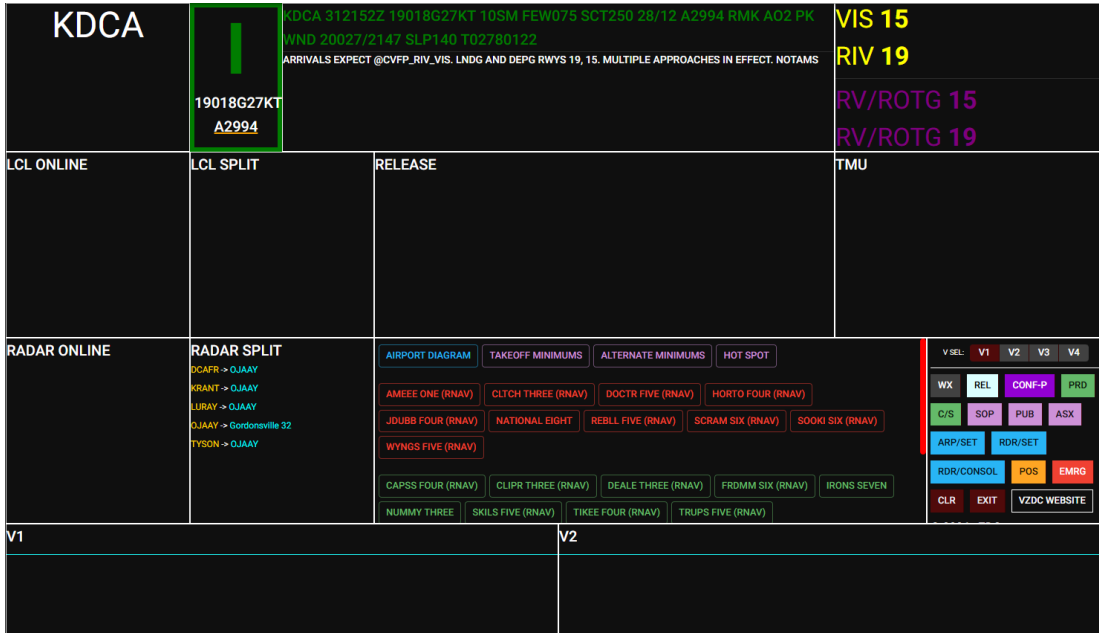 KDCA
I
19018G27KT
A2994
KDCA 312152Z 19018G27KT 10SM FEW075 SCT250 28/12 A2994 RMK AO2 PK
WND 20027/2147 SLP140 T02780122
ARRIVALS EXPECT @CVFP_RIV_VIS. LNDG AND DEPG RWYS 19, 15. MULTIPLE APPROACHES IN EFFECT. NOTAMS
VIS 15
RIV 19
RV/ROTG 15
RV/ROTG 19
LCL ONLINE
LCL SPLIT
RELEASE
TMU
RADAR ONLINE
RADAR SPLIT
DCAFR -> OJAAY
KRANT -> OJAAY
LURAY -> OJAAY
OJAAY -> Gordonsville 32
TYSON -> OJAAY
AIRPORT DIAGRAM TAKEOFF MINIMUMS ALTERNATE MINIMUMS HOT SPOT
AMEEE ONE (RNAV) CLTCH THREE (RNAV) DOCTR FIVE (RNAV) HORTO FOUR (RNAV)
JDUBB FOUR (RNAV) NATIONAL EIGHT REBLL FIVE (RNAV) SCRAM SIX (RNAV) SOOKI SIX (RNAV)
WYNGS FIVE (RNAV)
CAPSS FOUR (RNAV) CLIPR THREE (RNAV) DEALE THREE (RNAV) FRDMM SIX (RNAV) IRONS SEVEN
NUMMY THREE SKILS FIVE (RNAV) TIKEE FOUR (RNAV) TRUPS FIVE (RNAV)
V SEL: V1 V2 V3 V4
WX REL CONF-P PRD
C/S SOP PUB ASX
ARP/SET RDR/SET
RDR/CONSOL POS EMRG
CLR EXIT VZDC WEBSITE
V1
V2